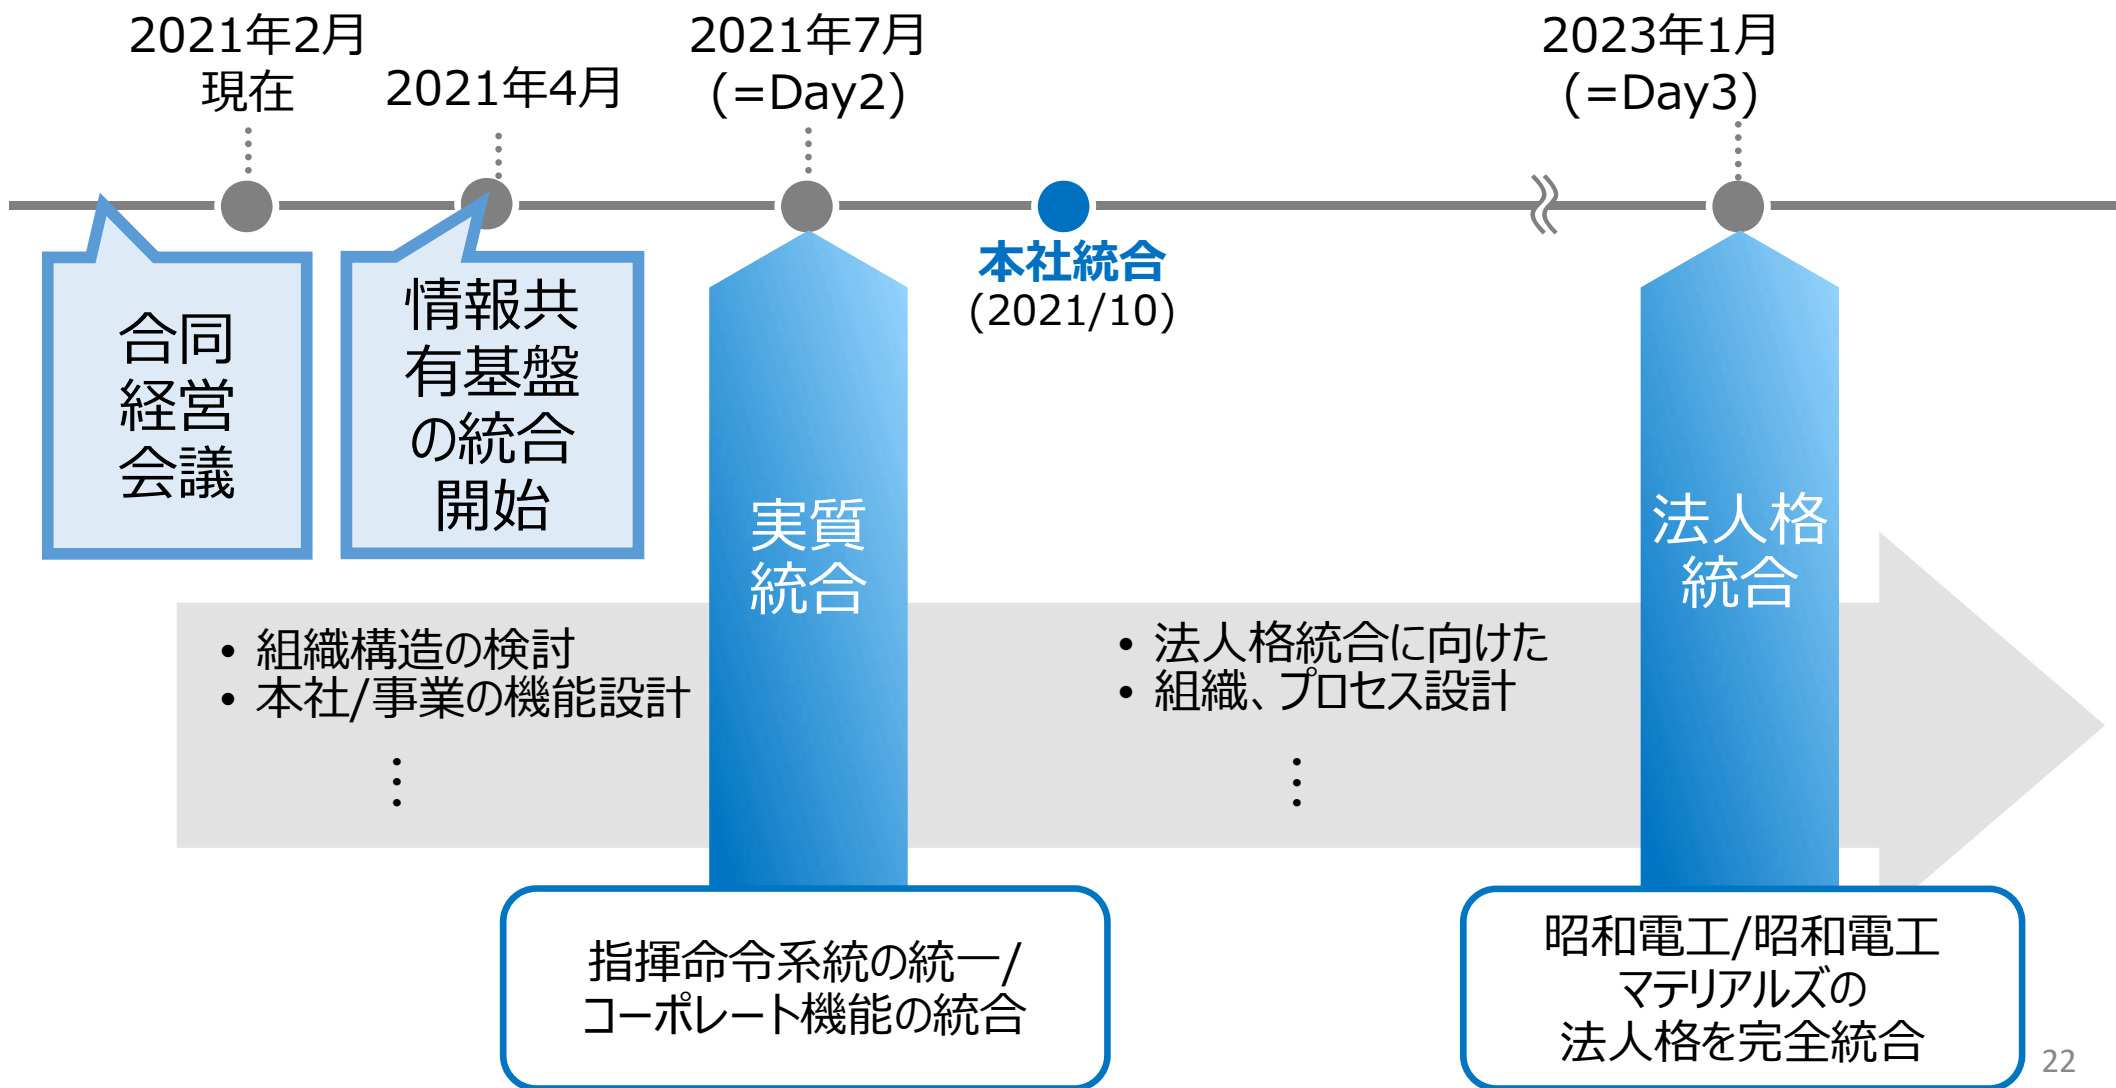 2021年2月
現在
2021年4月
2021年7月
(=Day2)
2023年1月
(=Day3)
合同
経営
会議
情報共
有基盤
の統合
開始
本社統合
(2021/10)
実質
統合
法人格
統合
• 組織構造の検討
• 本社/事業の機能設計
⋮
• 法人格統合に向けた
• 組織、プロセス設計
⋮
指揮命令系統の統一/
コーポレート機能の統合
昭和電工/昭和電工
マテリアルズの
法人格を完全統合
22